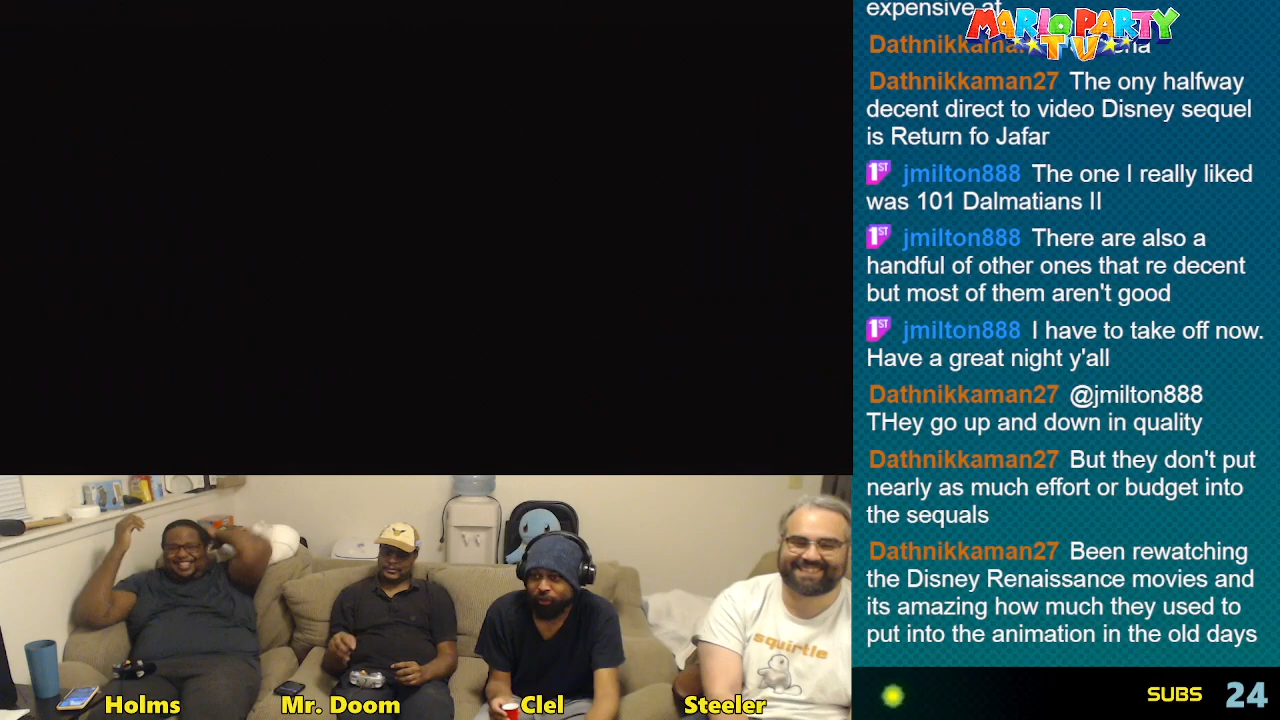 expensive at
MARIO PARTY
TV
Dathnikkaman27
Dathnikkaman27 The ony halfway
decent direct to video Disney sequel
is Return fo Jafar
1ST jmilton888 The one I really liked
was 101 Dalmatians II
1ST jmilton888 There are also a
handful of other ones that re decent
but most of them aren't good
1ST jmilton888 I have to take off now.
Have a great night y'all
Dathnikkaman27 @jmilton888
THey go up and down in quality
Dathnikkaman27 But they don't put
nearly as much effort or budget into
the sequals
Dathnikkaman27 Been rewatching
the Disney Renaissance movies and
its amazing how much they used to
put into the animation in the old days
squirtle
Holms Mr. Doom Clel Steeler
SUBS 24